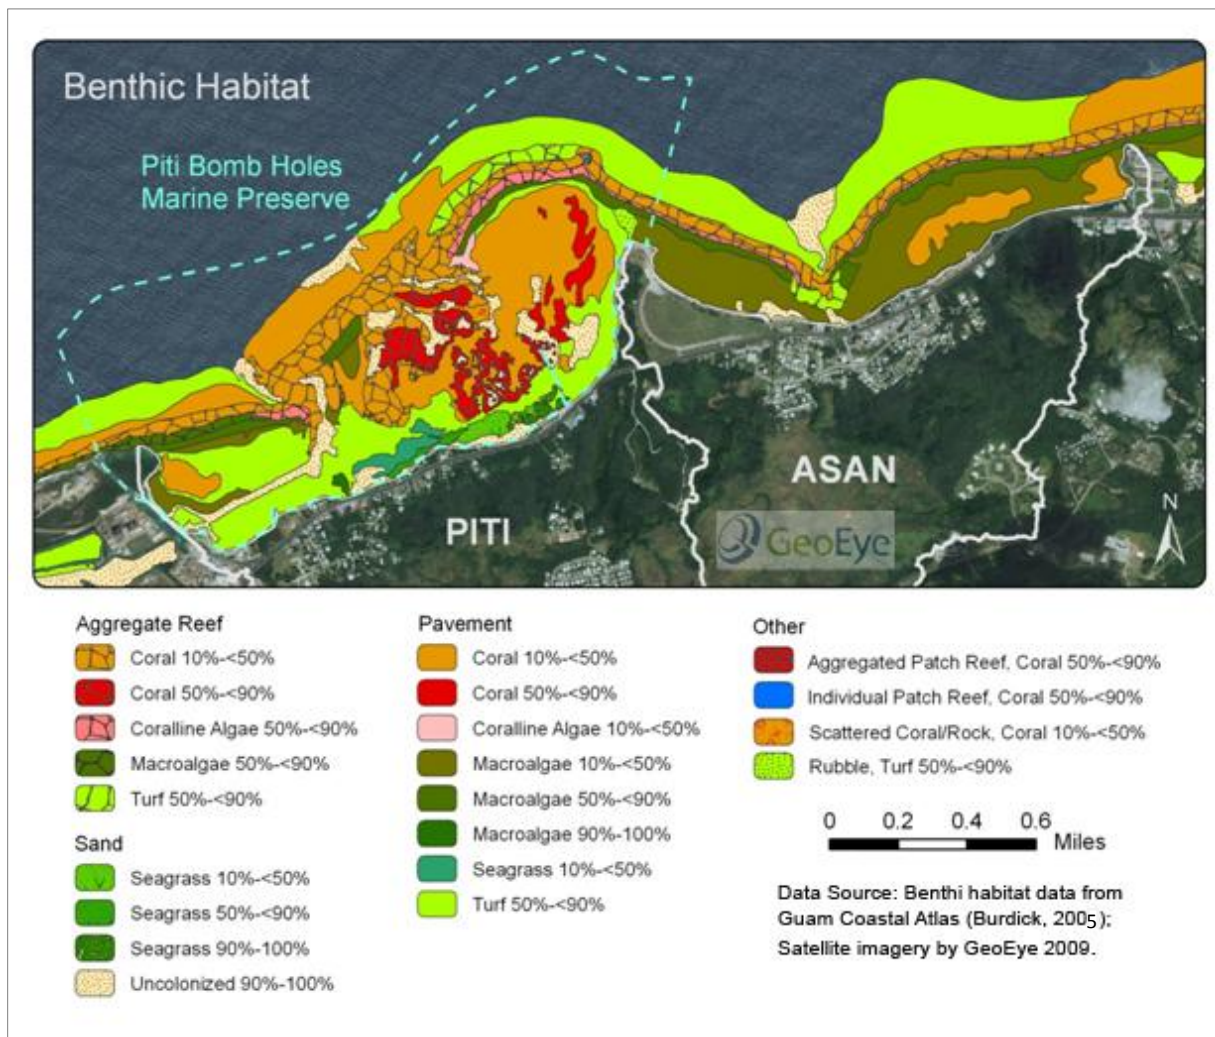 Benthic Habitat
Piti Bomb Holes
Marine Preserve
PITI
ASAN
GeoEye
N
Aggregate Reef
Coral 10%-<50%
Coral 50%-<90%
Coralline Algae 50%-<90%
Macroalgae 50%-<90%
Turf 50%-<90%
Sand
Seagrass 10%-<50%
Seagrass 50%-<90%
Seagrass 90%-100%
Uncolonized 90%-100%
Pavement
Coral 10%-<50%
Coral 50%-<90%
Coralline Algae 10%-<50%
Macroalgae 10%-<50%
Macroalgae 50%-<90%
Macroalgae 90%-100%
Seagrass 10%-<50%
Turf 50%-<90%
Other
Aggregated Patch Reef, Coral 50%-<90%
Individual Patch Reef, Coral 50%-<90%
Scattered Coral/Rock, Coral 10%-<50%
Rubble, Turf 50%-<90%
0 0.2 0.4 0.6
Miles
Data Source: Benthi habitat data from
Guam Coastal Atlas (Burdick, 2005);
Satellite imagery by GeoEye 2009.